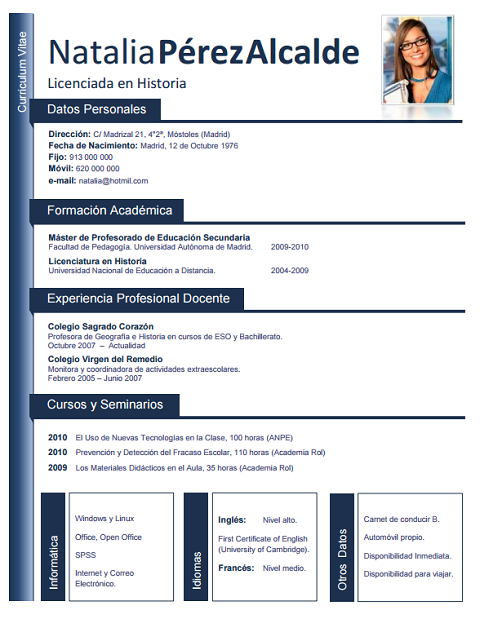 Curriculum Vitae
Natalia Pérez Alcalde
Licenciada en Historia
Datos Personales
Dirección: C/ Madrizal 21, 4°2ª, Móstoles (Madrid)
Fecha de Nacimiento: Madrid, 12 de Octubre 1976
Fijo: 913 000 000
Móvil: 620 000 000
e-mail: natalia@hotmil.com
Formación Académica
Máster de Profesorado de Educación Secundaria
Facultad de Pedagogía. Universidad Autónoma de Madrid. 2009-2010
Licenciatura en Historia
Universidad Nacional de Educación a Distancia. 2004-2009
Experiencia Profesional Docente
Colegio Sagrado Corazón
Profesora de Geografía e Historia en cursos de ESO y Bachillerato.
Octubre 2007 – Actualidad
Colegio Virgen del Remedio
Monitora y coordinadora de actividades extraescolares.
Febrero 2005 – Junio 2007
Cursos y Seminarios
2010 El Uso de Nuevas Tecnologías en la Clase, 100 horas (ANPE)
2010 Prevención y Detección del Fracaso Escolar, 110 horas (Academia Rol)
2009 Los Materiales Didácticos en el Aula, 35 horas (Academia Rol)
Informática
Windows y Linux
Office, Open Office
SPSS
Internet y Correo
Electrónico.
Idiomas
Inglés: Nivel alto.
First Certificate of English
(University of Cambridge).
Francés: Nivel medio.
Otros Datos
Carnet de conducir B.
Automóvil propio.
Disponibilidad Inmediata.
Disponibilidad para viajar.